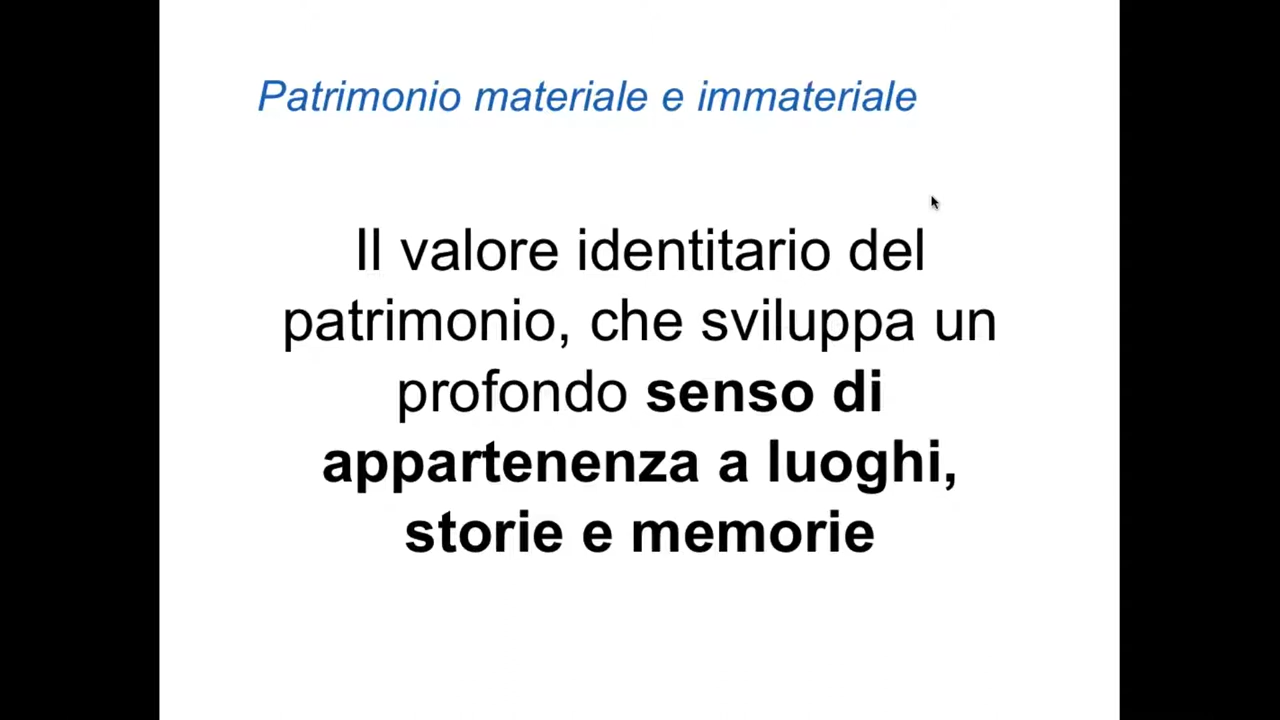 Patrimonio materiale e immateriale
Il valore identitario del
patrimonio, che sviluppa un
profondo senso di
appartenenza a luoghi,
storie e memorie